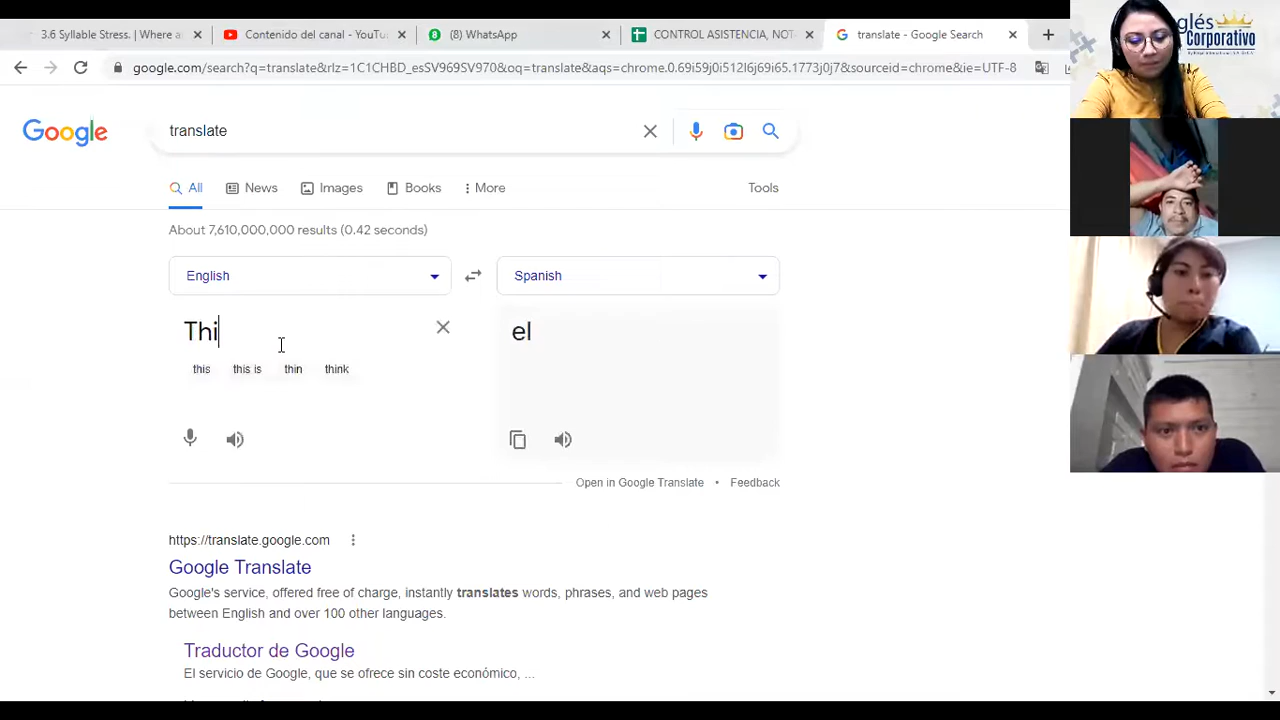 3.6 Syllable Stress. | Where a
Contenido del canal - YouTu
(8) WhatsApp
CONTROL ASISTENCIA, NOT
translate - Google Search
google.com/search?q=translate&rlz=1C1CHBD_esSV969SV970&oq=translate&aqs=chrome.0.69i59j0i512l6j69i65.1773j0j7&sourceid=chrome&ie=UTF-8
glés
Corporativo
Google
translate
All
News
Images
Books
More
Tools
About 7,610,000,000 results (0.42 seconds)
English
Spanish
Thi
el
this this is thin think
Open in Google Translate • Feedback
https://translate.google.com
Google Translate
Google's service, offered free of charge, instantly translates words, phrases, and web pages
between English and over 100 other languages.
Traductor de Google
El servicio de Google, que se ofrece sin coste económico, ...